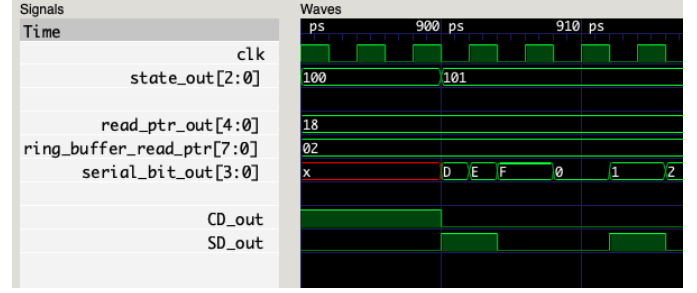 Signals Waves
Time ps 900 ps 910 ps
clk
state_out[2:0] 100 101
read_ptr_out[4:0] 18
ring_buffer_read_ptr[7:0] 02
serial_bit_out[3:0] x D E F 0 1 2
CD_out
SD_out